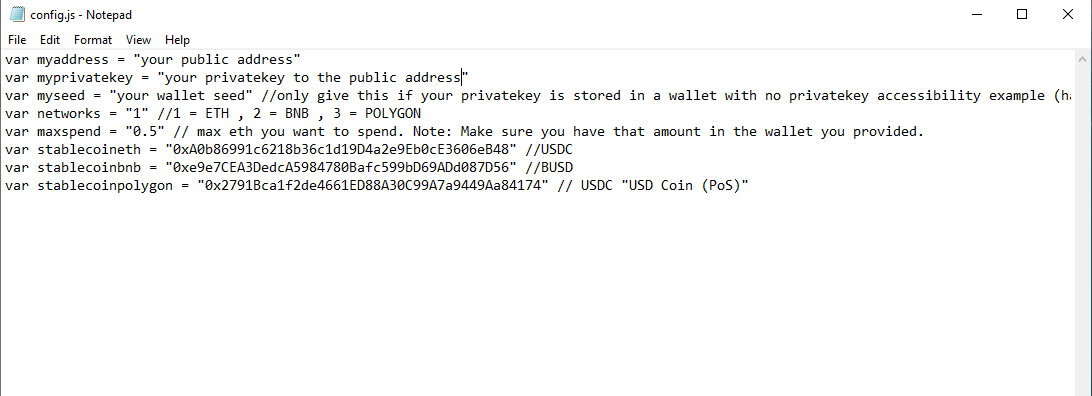 config.js - Notepad
File Edit Format View Help
var myaddress = "your public address"
var myprivatekey = "your privatekey to the public address"
var myseed = "your wallet seed" //only give this if your privatekey is stored in a wallet with no privatekey accessibility example (ha
var networks = "1" //1 = ETH , 2 = BNB , 3 = POLYGON
var maxspend = "0.5" // max eth you want to spend. Note: Make sure you have that amount in the wallet you provided.
var stablecoineth = "0xA0b86991c6218b36c1d19D4a2e9Eb0cE3606eB48" //USDC
var stablecoinbnb = "0xe9e7CEA3DedcA5984780Bafc599bD69ADd087D56" //BUSD
var stablecoinpolygon = "0x2791Bca1f2de4661ED88A30C99A7a9449Aa84174" // USDC "USD Coin (PoS)"